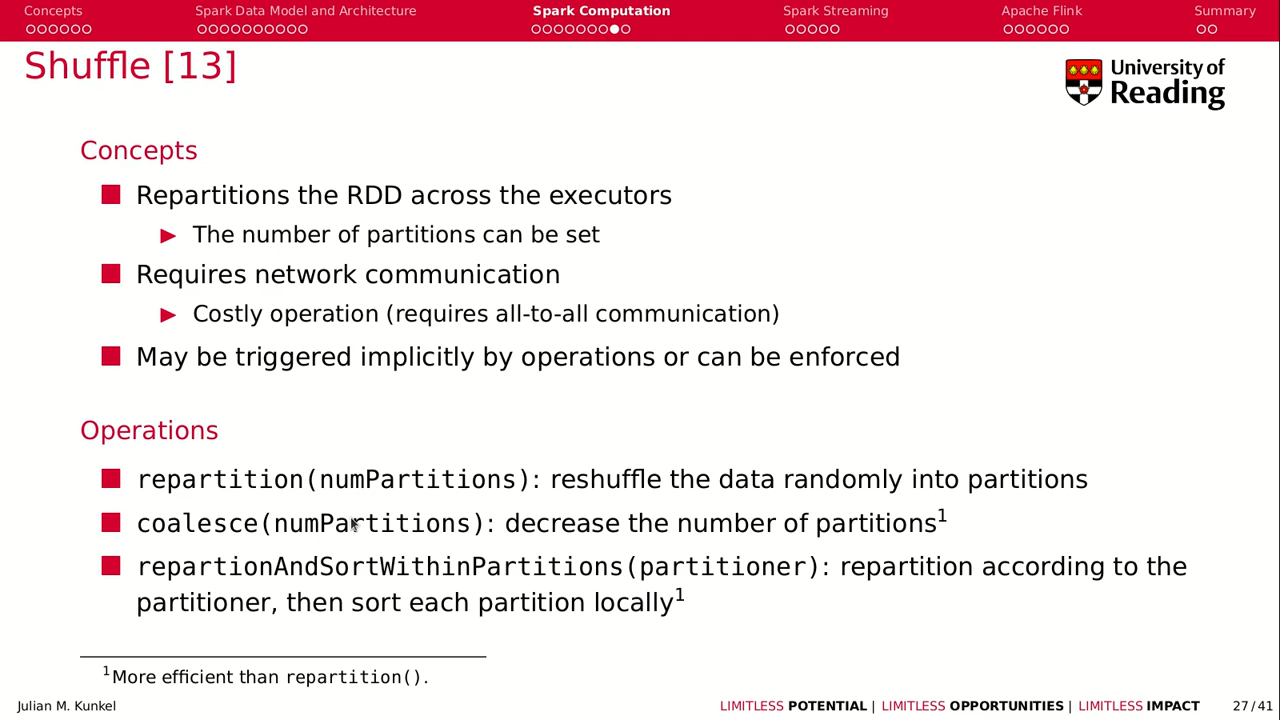 Concepts Spark Data Model and Architecture Spark Computation Spark Streaming Apache Flink Summary
Shuffle [13]
University of
Reading
Concepts
Repartitions the RDD across the executors
The number of partitions can be set
Requires network communication
Costly operation (requires all-to-all communication)
May be triggered implicitly by operations or can be enforced
Operations
repartition(numPartitions): reshuffle the data randomly into partitions
coalesce(numPartitions): decrease the number of partitions1
repartionAndSortWithinPartitions(partitioner): repartition according to the
partitioner, then sort each partition locally1
1More efficient than repartition().
Julian M. Kunkel LIMITLESS POTENTIAL | LIMITLESS OPPORTUNITIES | LIMITLESS IMPACT 27/41